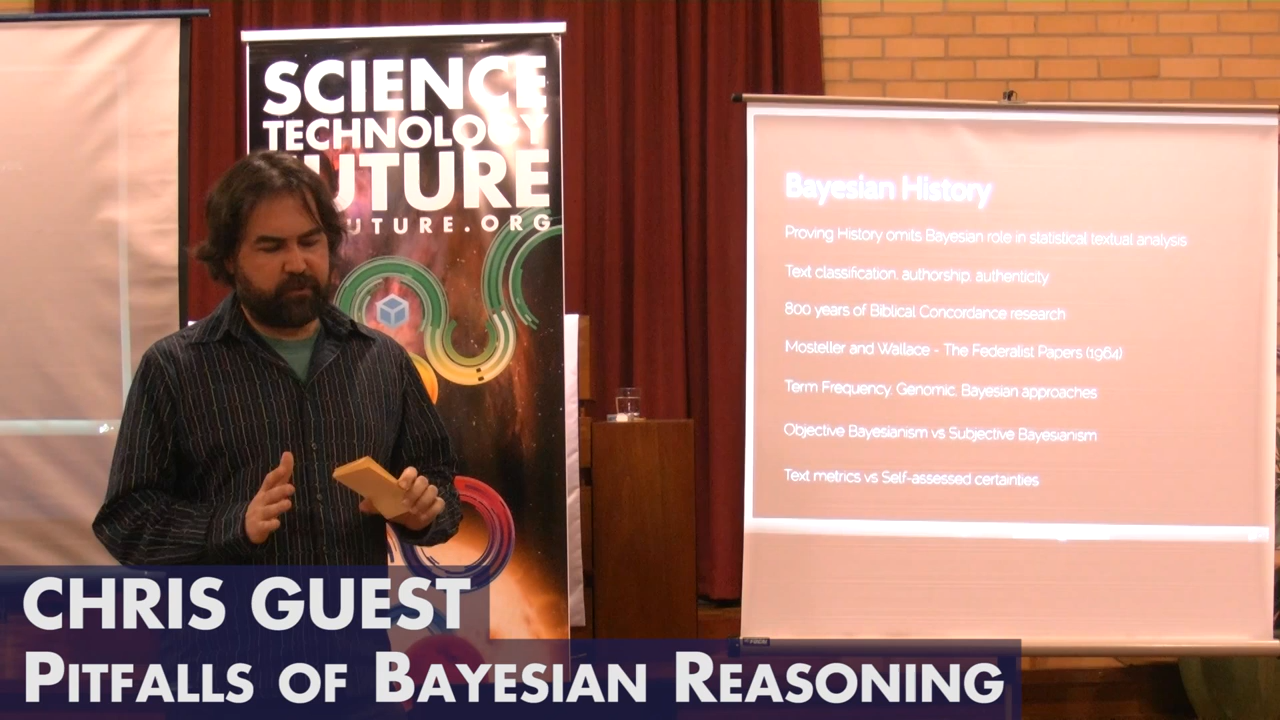 SCIENCE
TECHNOLOGY
UTURE
UTURE.ORG
Bayesian History
Proving History omits Bayesian role in statistical textual analysis
Text classification, authorship, authenticity
800 years of Biblical Concordance research
Mosteller and Wallace - The Federalist Papers (1964)
Term Frequency, Genomic, Bayesian approaches
Objective Bayesianism vs Subjective Bayesianism
Text metrics vs Self-assessed certainties
CHRIS GUEST
PITFALLS OF BAYESIAN REASONING